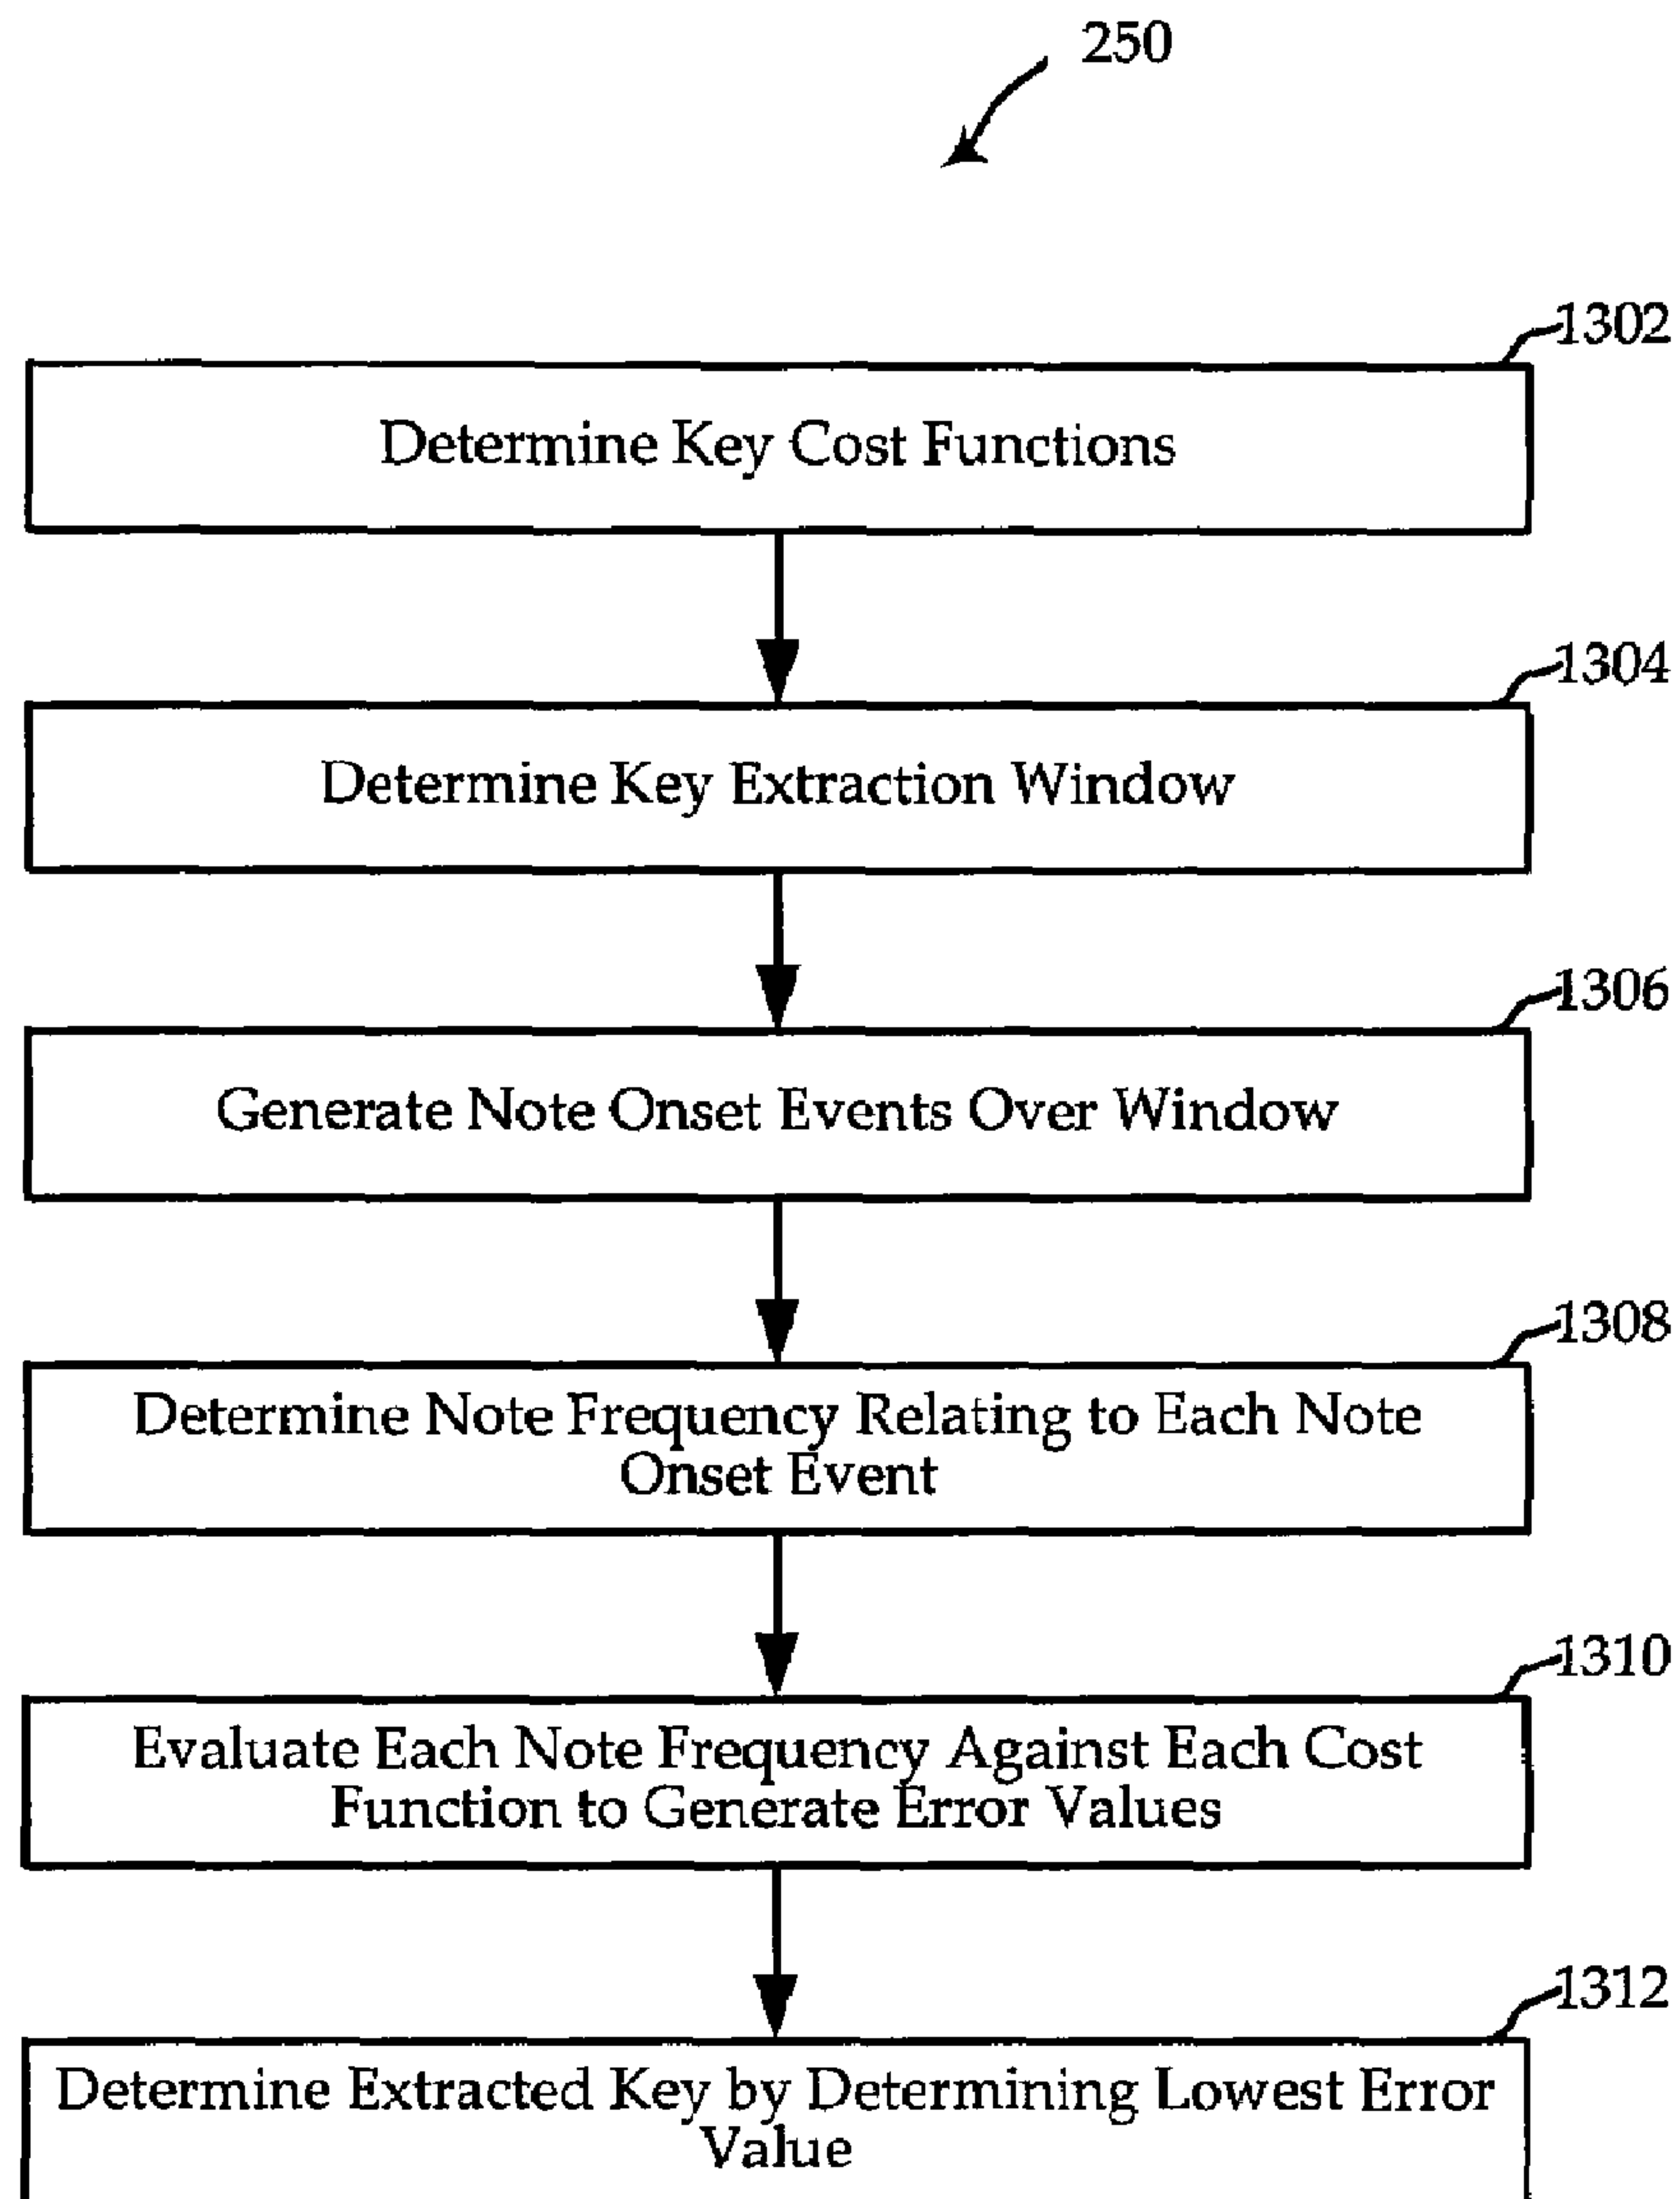 250
1302
Determine Key Cost Functions
1304
Determine Key Extraction Window
1306
Generate Note Onset Events Over Window
1308
Determine Note Frequency Relating to Each Note
Onset Event
1310
Evaluate Each Note Frequency Against Each Cost
Function to Generate Error Values
1312
Determine Extracted Key by Determining Lowest Error
Value